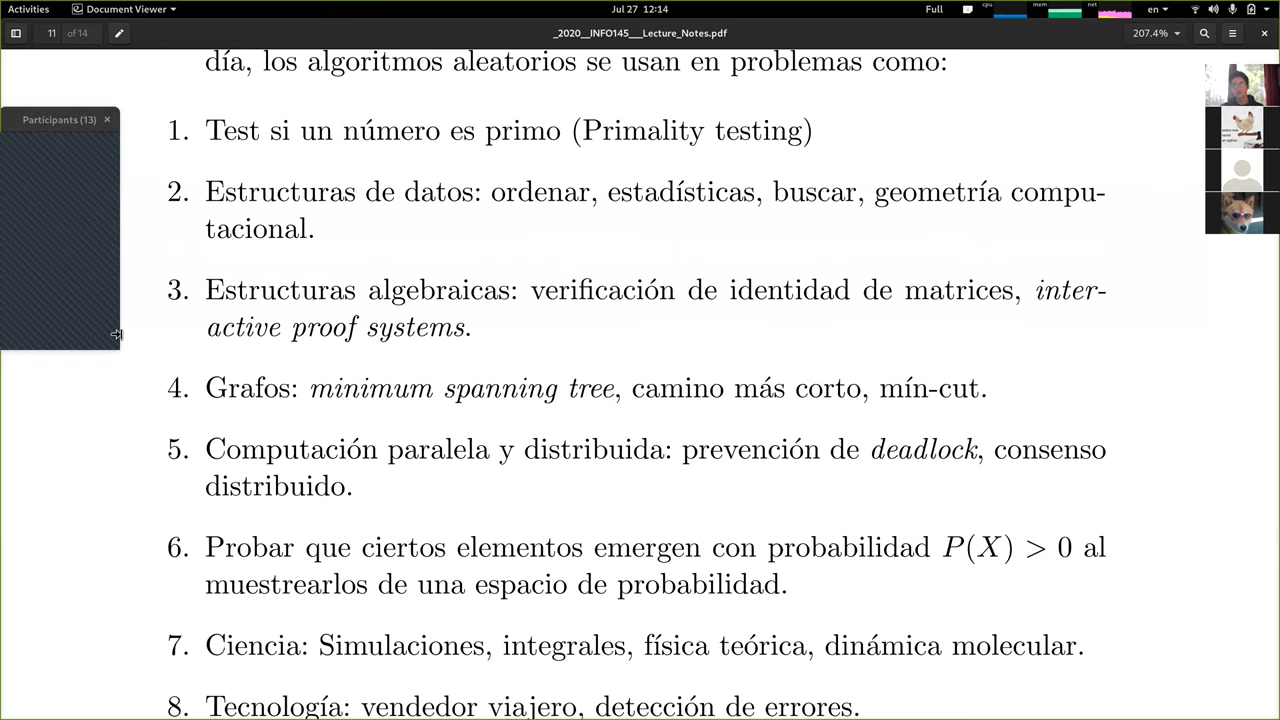 Activities
Document Viewer
Jul 27 12:14
Full
cpu
mem
net
en
11 of 14
_2020__INFO145___Lecture_Notes.pdf
207.4%
día, los algoritmos aleatorios se usan en problemas como:
Participants (13)
1. Test si un número es primo (Primality testing)
2. Estructuras de datos: ordenar, estadísticas, buscar, geometría compu-
tacional.
3. Estructuras algebraicas: verificación de identidad de matrices, inter-
active proof systems.
4. Grafos: minimum spanning tree, camino más corto, mín-cut.
5. Computación paralela y distribuida: prevención de deadlock, consenso
distribuido.
6. Probar que ciertos elementos emergen con probabilidad P(X) > 0 al
muestrearlos de una espacio de probabilidad.
7. Ciencia: Simulaciones, integrales, física teórica, dinámica molecular.
8. Tecnología: vendedor viajero, detección de errores.